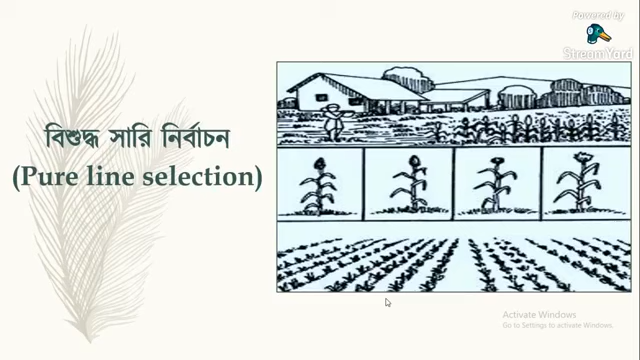 Powered by
StreamYard
বিশুদ্ধ সারি নির্বাচন
(Pure line selection)
Activate Windows
Go to Settings to activate Windows.